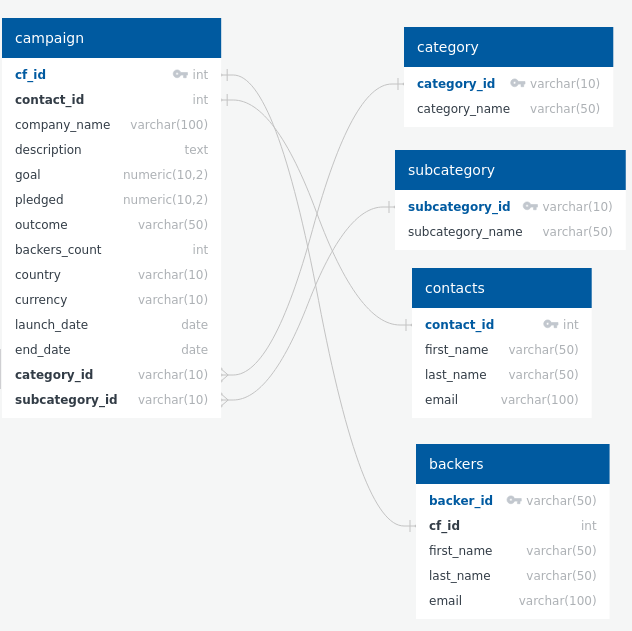 campaign
cf_id int
contact_id int
company_name varchar(100)
description text
goal numeric(10,2)
pledged numeric(10,2)
outcome varchar(50)
backers_count int
country varchar(10)
currency varchar(10)
launch_date date
end_date date
category_id varchar(10)
subcategory_id varchar(10)
category
category_id varchar(10)
category_name varchar(50)
subcategory
subcategory_id varchar(10)
subcategory_name varchar(50)
contacts
contact_id int
first_name varchar(50)
last_name varchar(50)
email varchar(100)
backers
backer_id varchar(50)
cf_id int
first_name varchar(50)
last_name varchar(50)
email varchar(100)